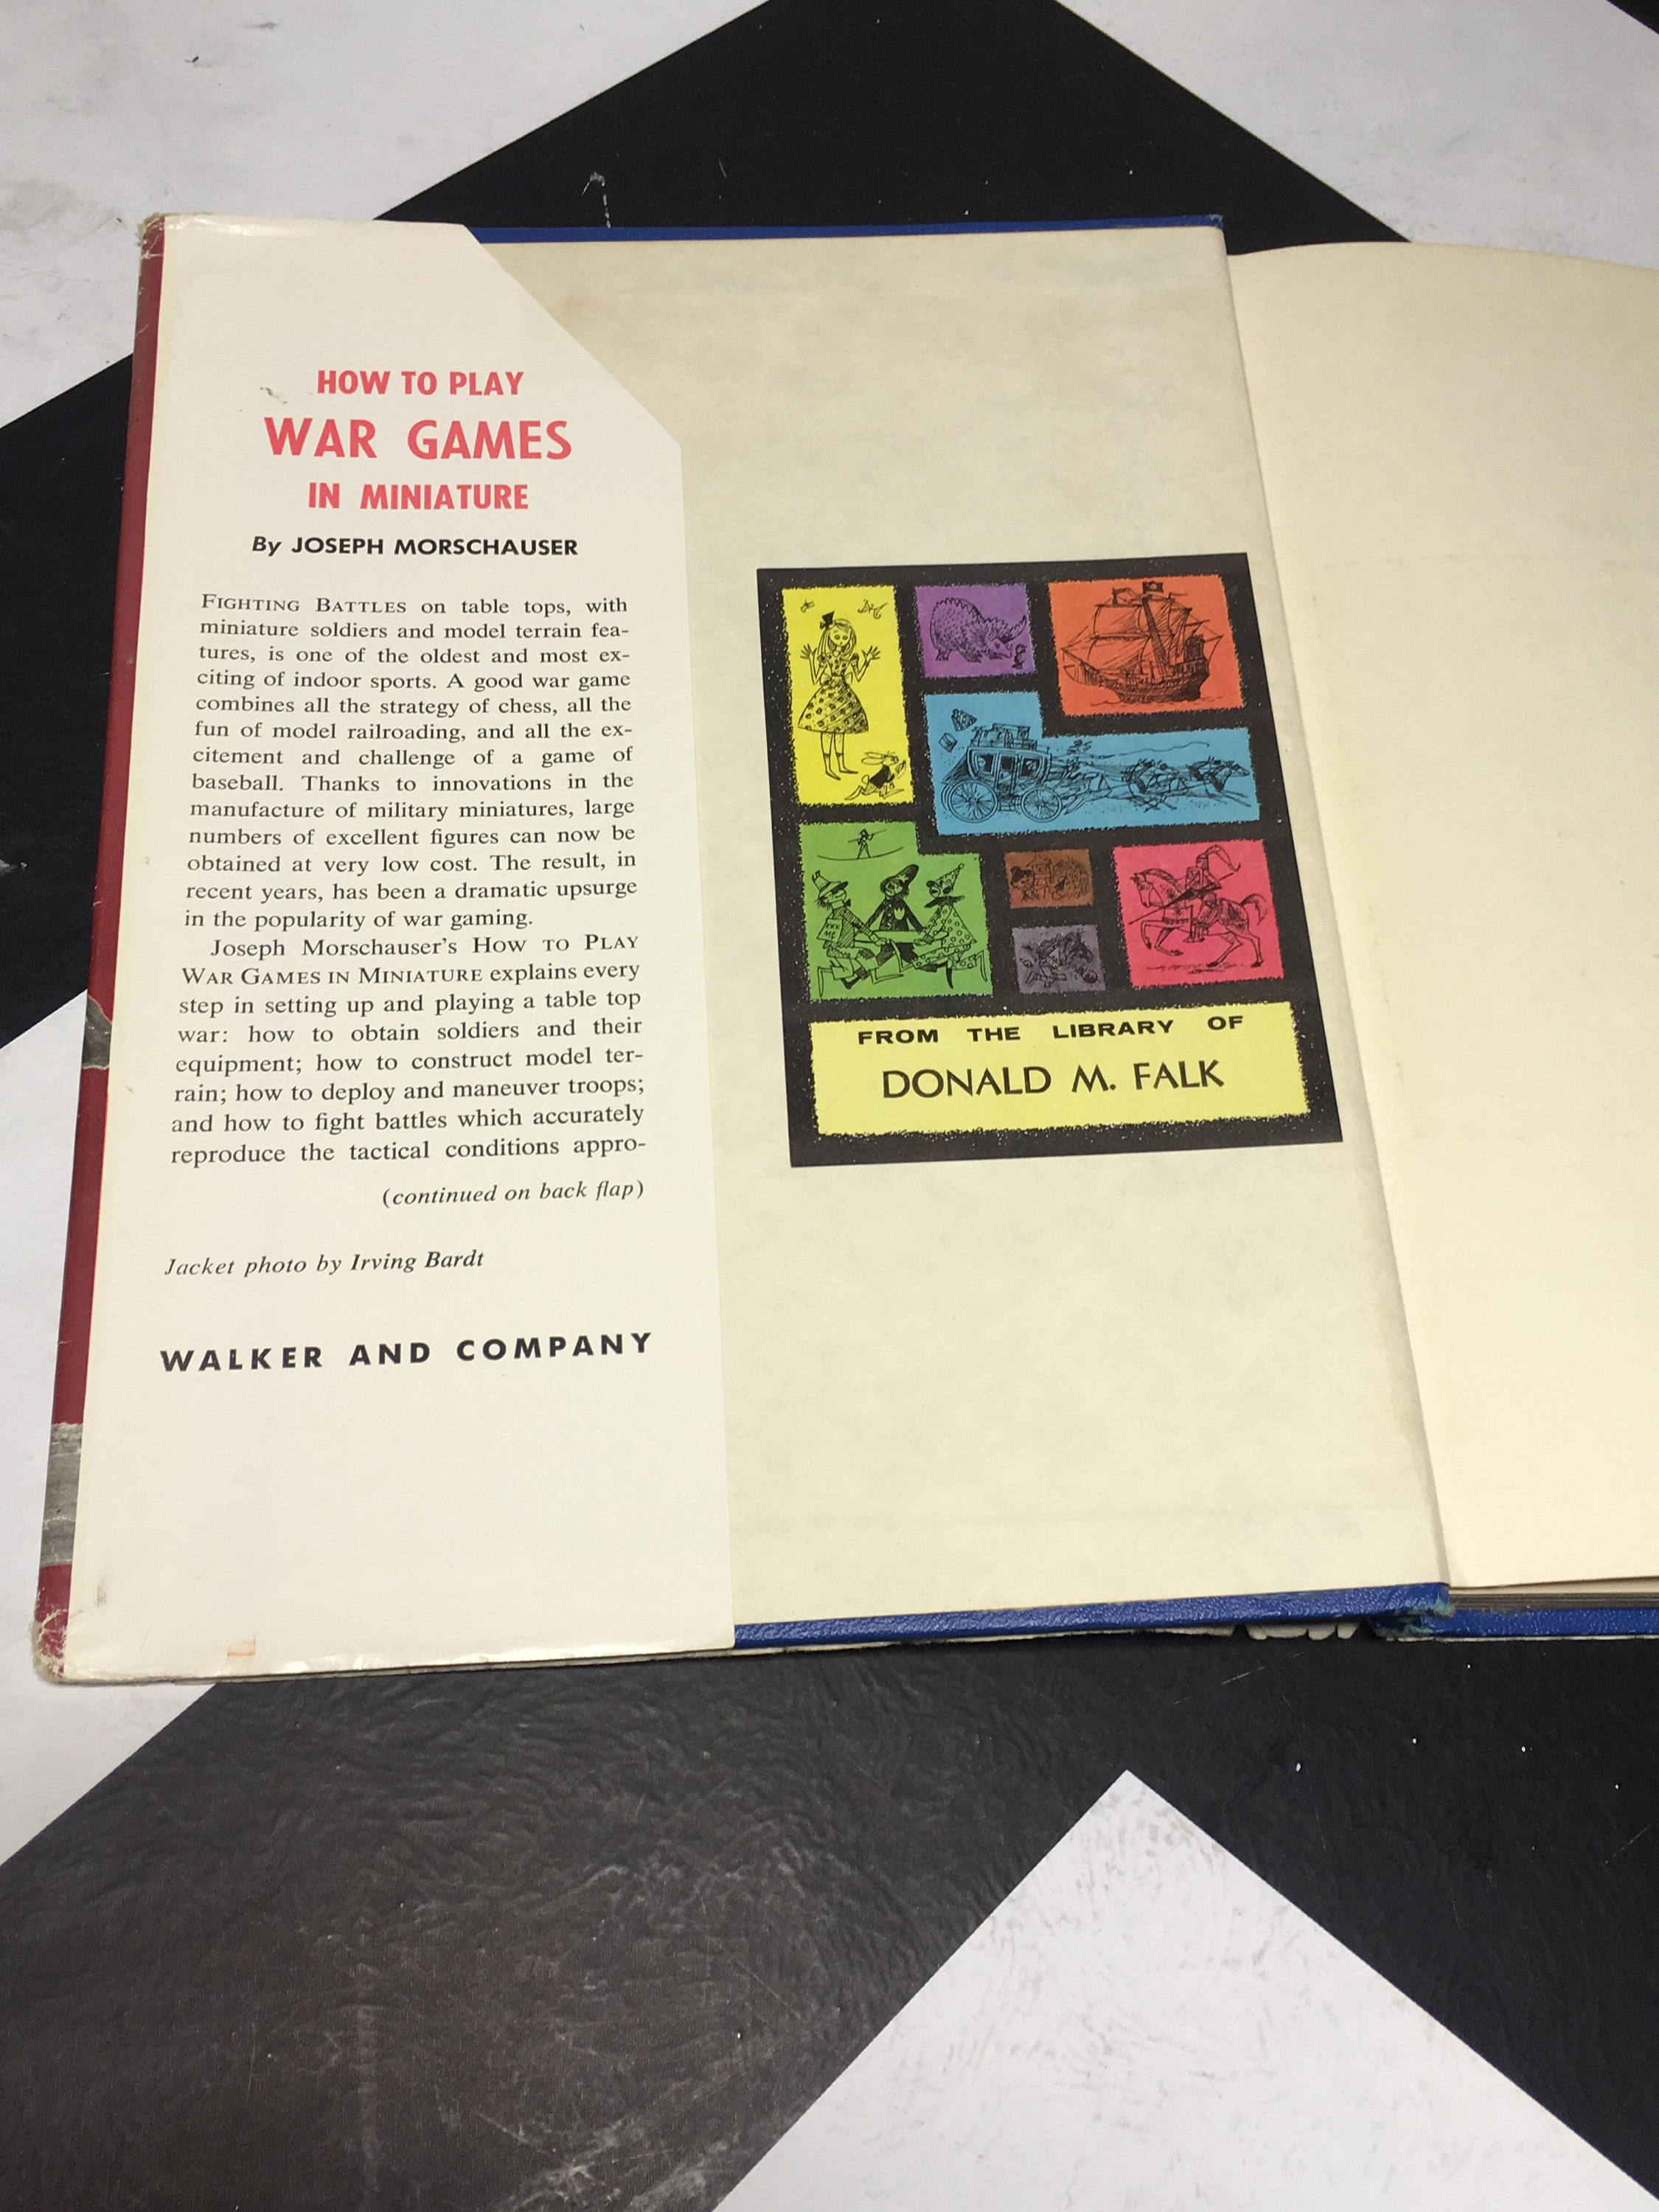 HOW TO PLAY
WAR GAMES
IN MINIATURE
By JOSEPH MORSCHAUSER
FIGHTING BATTLES on table tops, with
miniature soldiers and model terrain fea-
tures, is one of the oldest and most ex-
citing of indoor sports. A good war game
combines all the strategy of chess, all the
fun of model railroading, and all the ex-
citement and challenge of a game of
baseball. Thanks to innovations in the
manufacture of military miniatures, large
numbers of excellent figures can now be
obtained at very low cost. The result, in
recent years, has been a dramatic upsurge
in the popularity of war gaming.
Joseph Morschauser's HOW TO PLAY
WAR GAMES IN MINIATURE explains every
step in setting up and playing a table top
war: how to obtain soldiers and their
equipment; how to construct model ter-
rain; how to deploy and maneuver troops;
and how to fight battles which accurately
reproduce the tactical conditions appro-
(continued on back flap)
Jacket photo by Irving Bardt
WALKER AND COMPANY
FROM THE LIBRARY OF
DONALD M. FALK